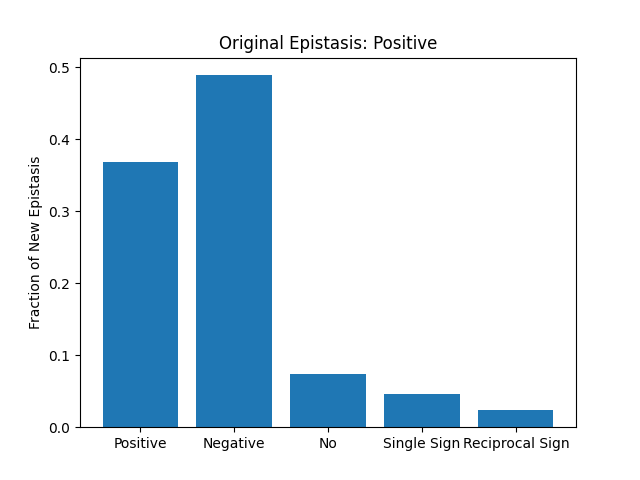 Original Epistasis: Positive
Fraction of New Epistasis
0.5
0.4
0.3
0.2
0.1
0.0
Positive Negative No Single Sign Reciprocal Sign